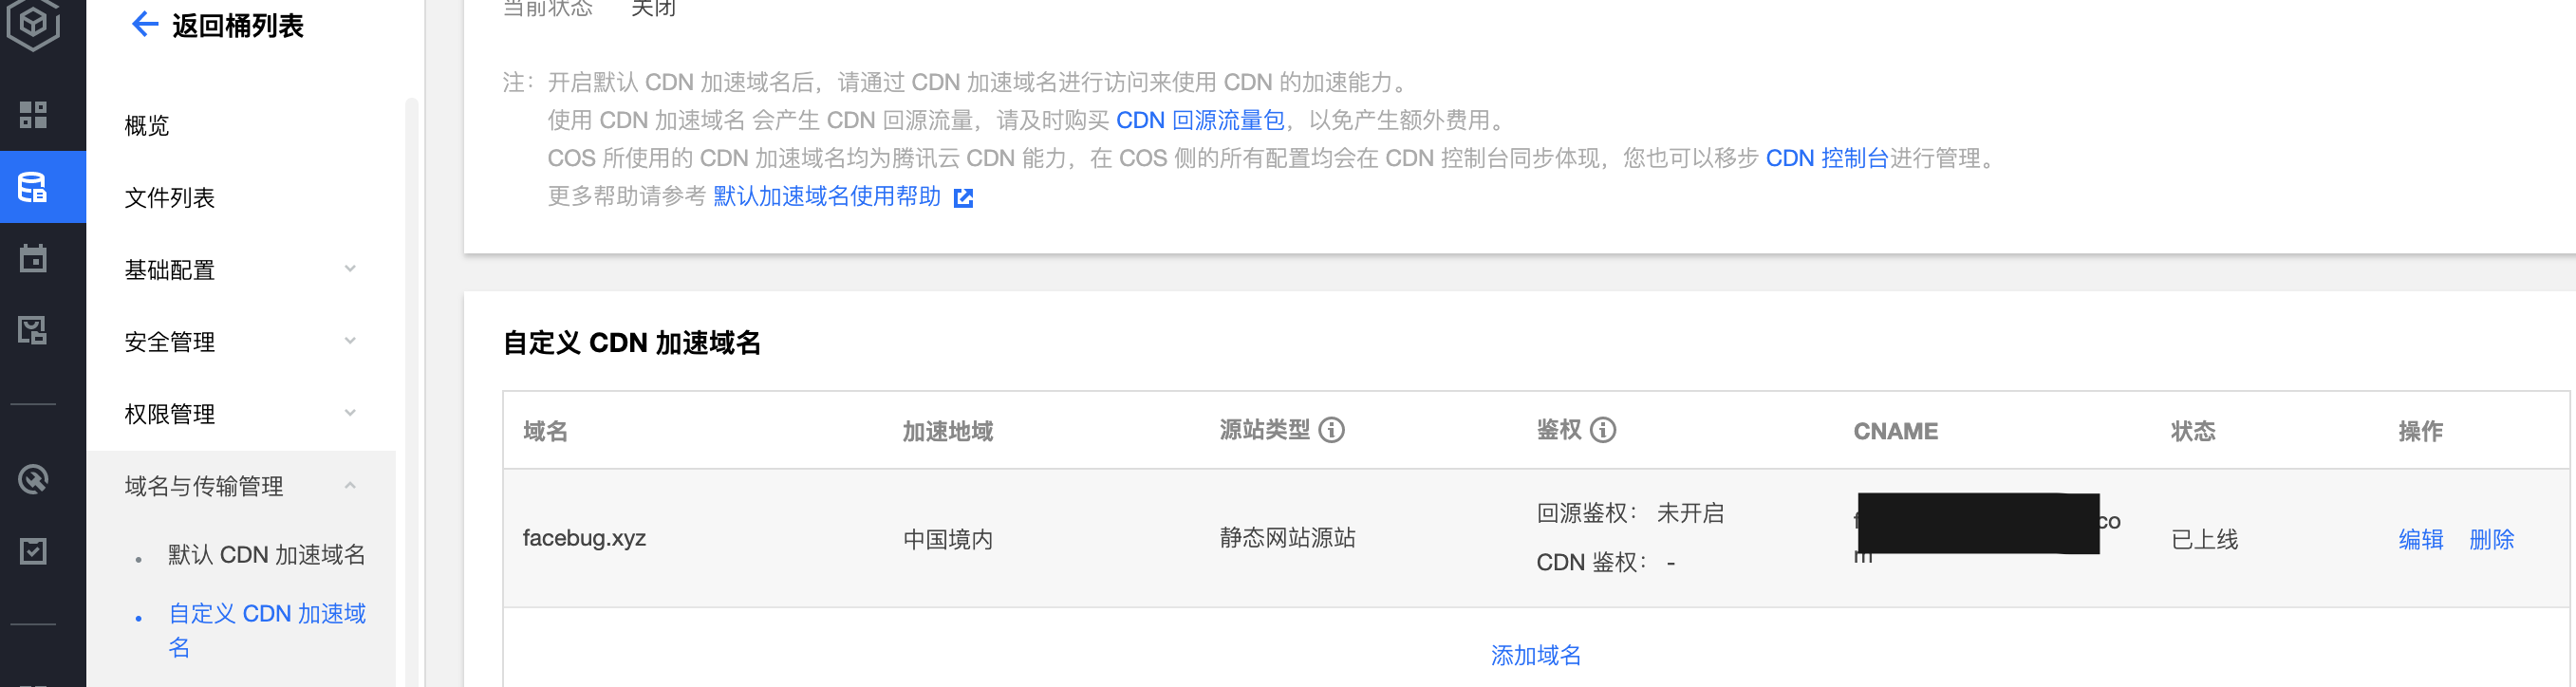 返回桶列表
概览
文件列表
基础配置
安全管理
权限管理
域名与传输管理
默认 CDN 加速域名
自定义 CDN 加速域
名
当前状态 关闭
注：开启默认 CDN 加速域名后，请通过 CDN 加速域名进行访问来使用 CDN 的加速能力。
使用 CDN 加速域名 会产生 CDN 回源流量，请及时购买 CDN 回源流量包，以免产生额外费用。
COS 所使用的 CDN 加速域名均为腾讯云 CDN 能力，在 COS 侧的所有配置均会在 CDN 控制台同步体现，您也可以移步 CDN 控制台进行管理。
更多帮助请参考 默认加速域名使用帮助
自定义 CDN 加速域名
域名 加速地域 源站类型 鉴权 CNAME 状态 操作
facebug.xyz 中国境内 静态网站源站 回源鉴权： 未开启 co 已上线 编辑 删除
CDN 鉴权： - m
添加域名